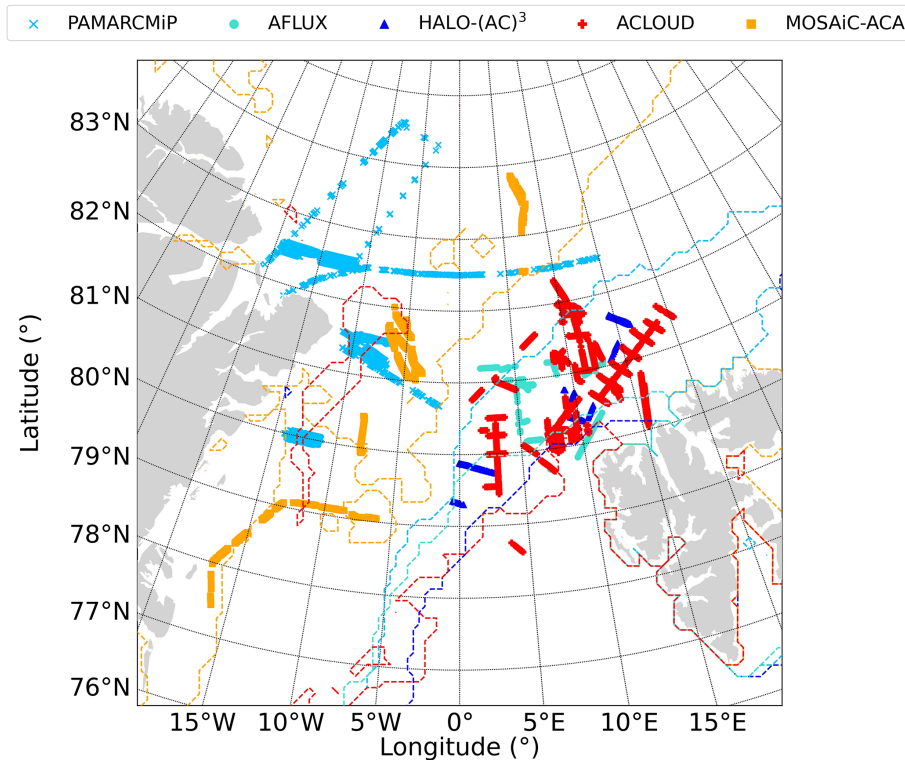 PAMARCMiP AFLUX HALO-(AC)³ ACLOUD MOSAiC-ACA
83°N
82°N
81°N
80°N
79°N
78°N
77°N
76°N
Latitude (°)
15°W 10°W 5°W 0° 5°E 10°E 15°E
Longitude (°)